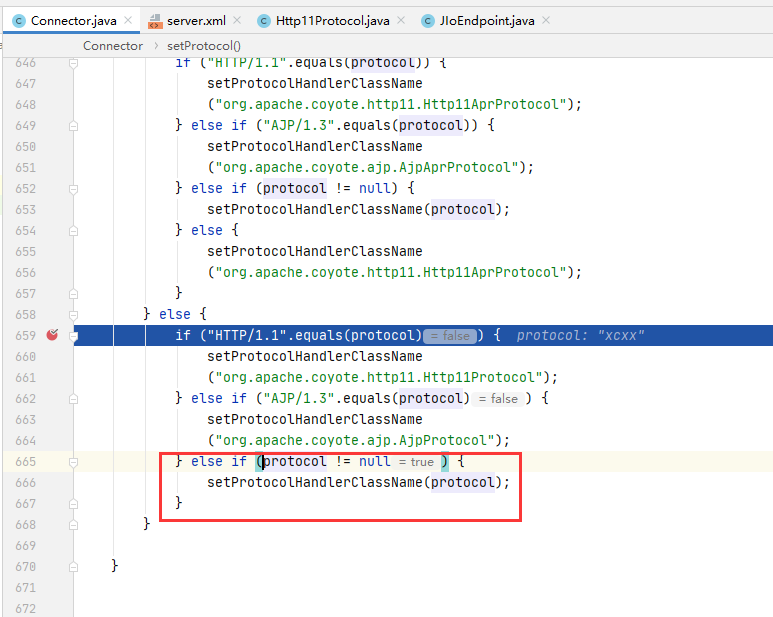 Connector.java × server.xml × Http11Protocol.java × JIoEndpoint.java ×
Connector › setProtocol()
646 if ("HTTP/1.1".equals(protocol)) {
647 setProtocolHandlerClassName
648 ("org.apache.coyote.http11.Http11AprProtocol");
649 } else if ("AJP/1.3".equals(protocol)) {
650 setProtocolHandlerClassName
651 ("org.apache.coyote.ajp.AjpAprProtocol");
652 } else if (protocol != null) {
653 setProtocolHandlerClassName(protocol);
654 } else {
655 setProtocolHandlerClassName
656 ("org.apache.coyote.http11.Http11AprProtocol");
657 }
658 } else {
659 if ("HTTP/1.1".equals(protocol) = false ) { protocol: "xcxx"
660 setProtocolHandlerClassName
661 ("org.apache.coyote.http11.Http11Protocol");
662 } else if ("AJP/1.3".equals(protocol) = false ) {
663 setProtocolHandlerClassName
664 ("org.apache.coyote.ajp.AjpProtocol");
665 } else if (protocol != null = true ) {
666 setProtocolHandlerClassName(protocol);
667 }
668 }
669
670 }
671
672